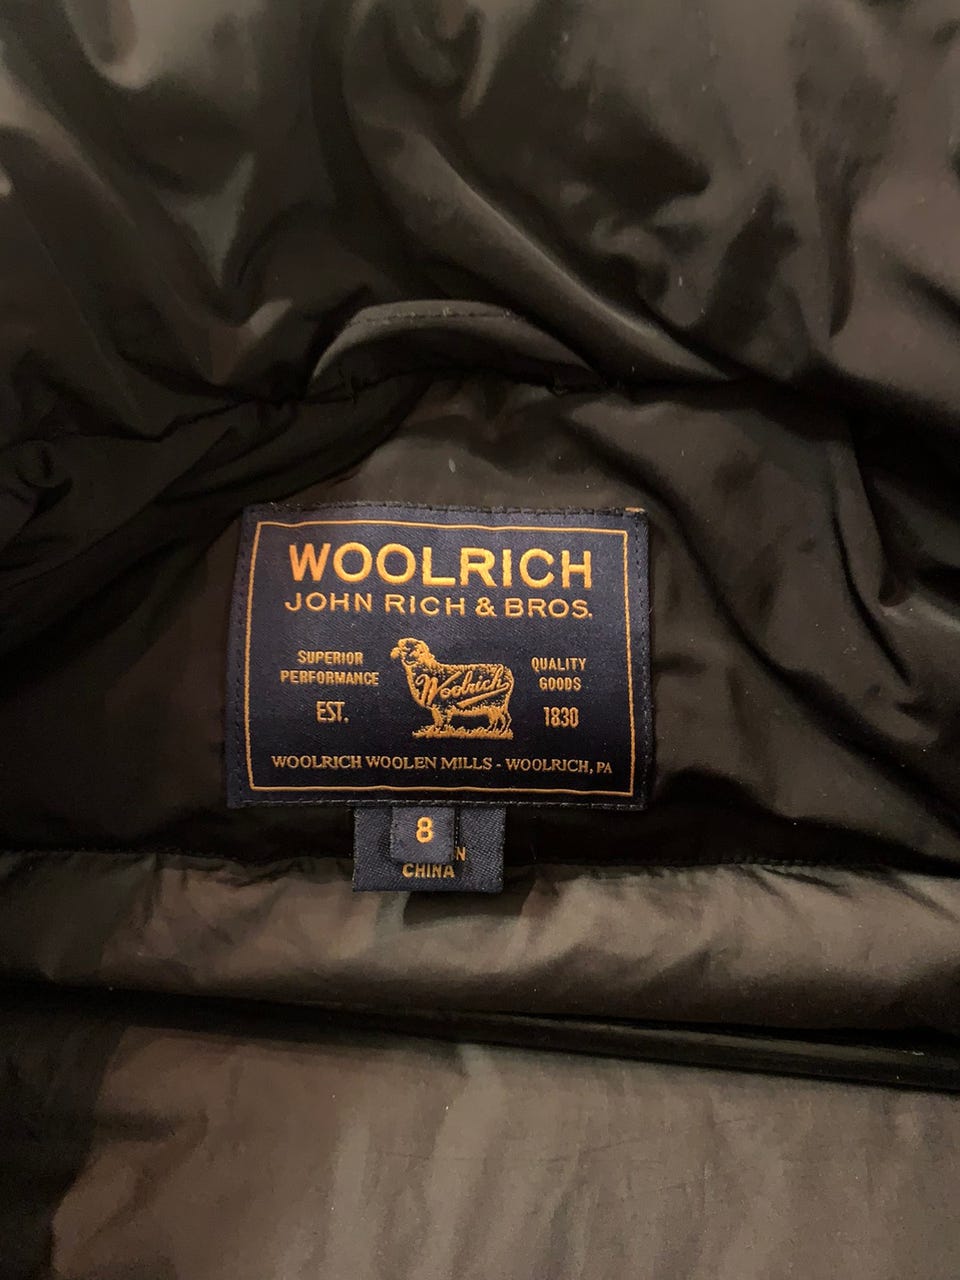 WOOLRICH
JOHN RICH & BROS.
SUPERIOR
PERFORMANCE
EST.
Woolrich
QUALITY
GOODS
1830
WOOLRICH WOOLEN MILLS - WOOLRICH, PA
8
CHINA